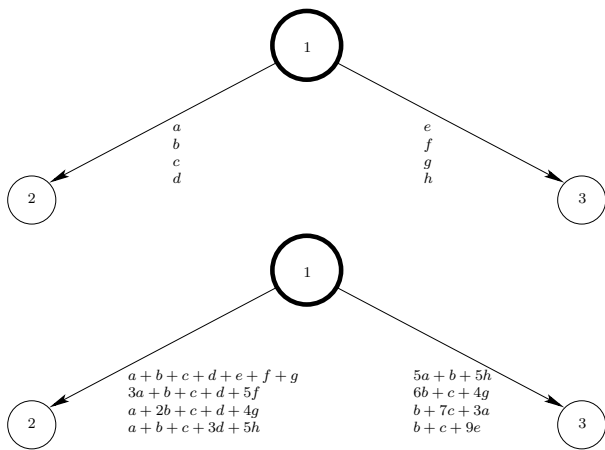 1
a
b
c
d
e
f
g
h
2
3
1
a + b + c + d + e + f + g
3a + b + c + d + 5f
a + 2b + c + d + 4g
a + b + c + 3d + 5h
5a + b + 5h
6b + c + 4g
b + 7c + 3a
b + c + 9e
2
3